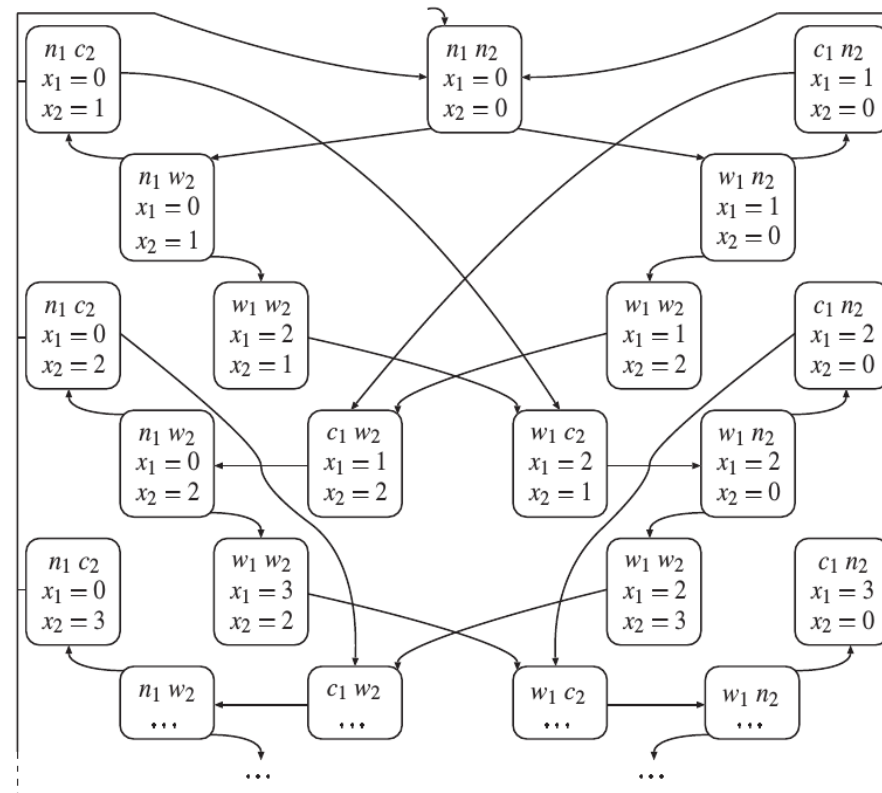 n₁ c₂
x₁ = 0
x₂ = 1
n₁ n₂
x₁ = 0
x₂ = 0
c₁ n₂
x₁ = 1
x₂ = 0
n₁ w₂
x₁ = 0
x₂ = 1
w₁ n₂
x₁ = 1
x₂ = 0
n₁ c₂
x₁ = 0
x₂ = 2
w₁ w₂
x₁ = 2
x₂ = 1
w₁ w₂
x₁ = 1
x₂ = 2
c₁ n₂
x₁ = 2
x₂ = 0
n₁ w₂
x₁ = 0
x₂ = 2
c₁ w₂
x₁ = 1
x₂ = 2
w₁ c₂
x₁ = 2
x₂ = 1
w₁ n₂
x₁ = 2
x₂ = 0
n₁ c₂
x₁ = 0
x₂ = 3
w₁ w₂
x₁ = 3
x₂ = 2
w₁ w₂
x₁ = 2
x₂ = 3
c₁ n₂
x₁ = 3
x₂ = 0
n₁ w₂
...
c₁ w₂
...
w₁ c₂
...
w₁ n₂
...
...
...